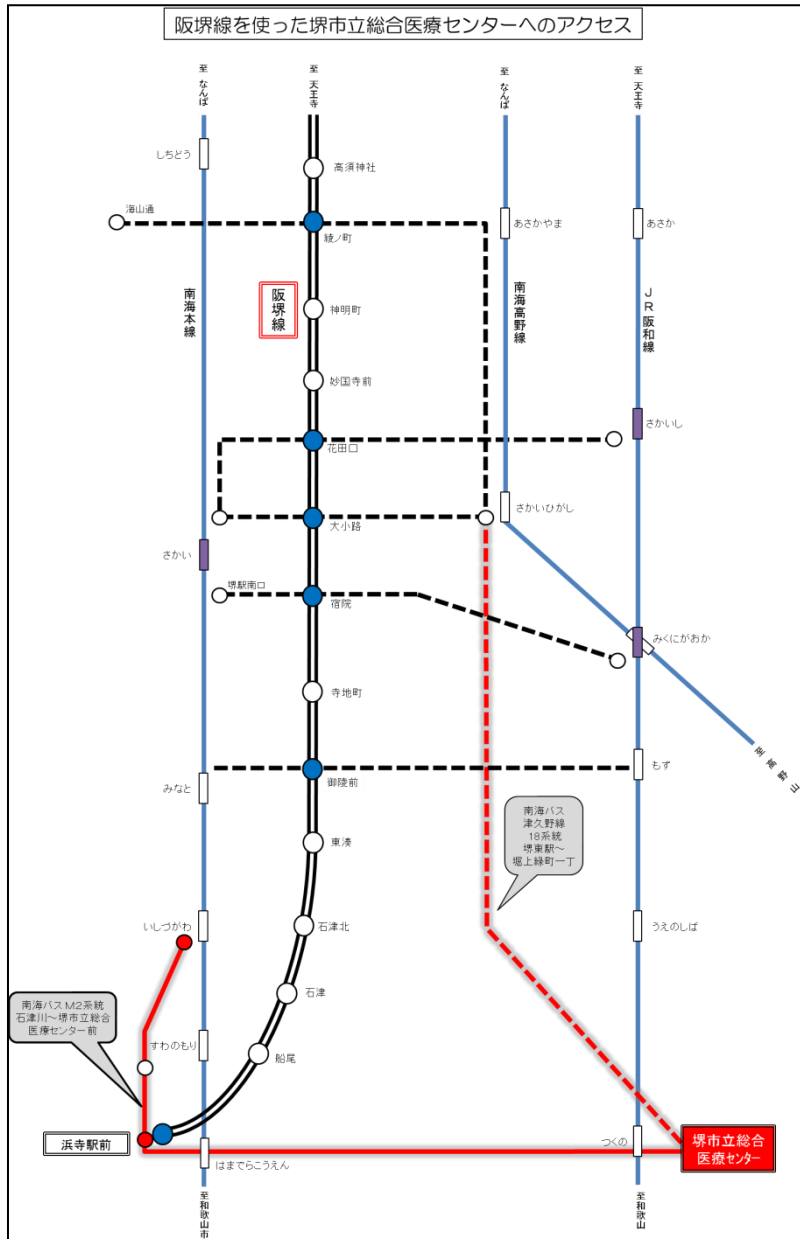 阪堺線を使った堺市立総合医療センターへのアクセス
至 なんば
至 天王寺
至 なんば
至 天王寺
しちどう
高須神社
海山通
綾ノ町
あさかやま
あさか
南海本線
阪堺線
神明町
南海高野線
JR阪和線
妙国寺前
さかいし
花田口
大小路
さかいひがし
さかい
堺駅南口
宿院
みくにがおか
寺地町
至高野山
もず
御陵前
みなと
南海バス
津久野線
18系統
堺東駅～
堀上緑町一丁
東湊
いしづがわ
石津北
うえのしば
石津
南海バス M2系統
石津川～堺市立総合
医療センター前
すわのもり
船尾
浜寺駅前
つくの
堺市立総合
医療センター
はまでらこうえん
至和歌山市
至和歌山